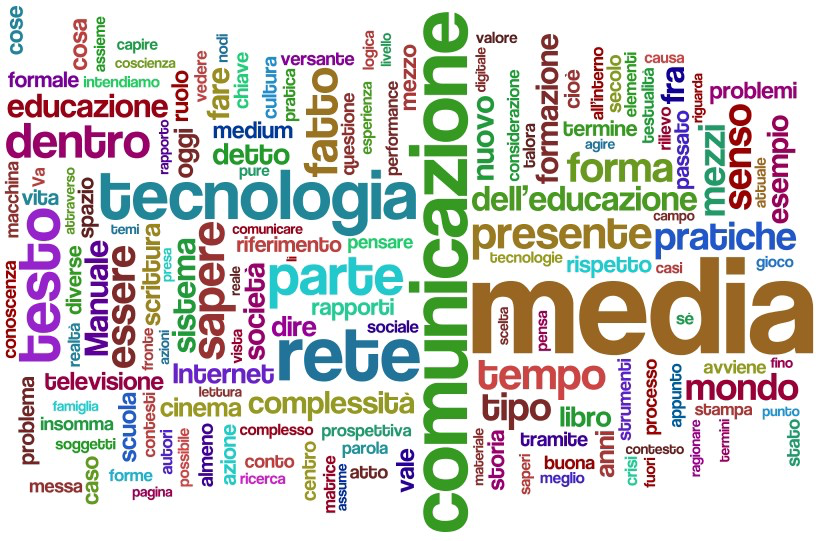 cose
cosa
assieme
capire
coscienza
formale
intendiamo
educazione
dentro
ruolo
vedere
fare
nodi
chiave
cultura
pratica
versante
fatto
logica
livello
mezzo
questione
esperienza
performance
medium
detto
pure
rapporto
oggi
macchina
Va
vita
attraverso
spazio
tecnologia
comunicazione
valore
digitale
nuovo
considerazione
talora
formazione
cioè
all'interno
secolo
elementi
testualità
causa
rilievo
fra
riguarda
passato
problemi
termine
agire
forma
mezzi
senso
attuale
esempio
dell'educazione
campo
presente
pratiche
tecnologie
rispetto
casi
gioco
conoscenza
testo
diverse
realtà
Manuale
temi
essere
scrittura
presa
fronte
azioni
sistema
sapere
comunicare
riferimento
pensare
li
reale
società
vista
parte
rapporti
dire
sociale
rete
media
scelta
pensa
sé
televisione
Internet
lettura
cinema
complessità
problema
famiglia
insomma
soggetti
scuola
contesti
autori
possibile
almeno
azione
complesso
prospettiva
parola
conto
ricerca
centro
matrice
assume
atto
vale
messa
caso
forme
pagina
tempo
tipo
libro
tramite
materiale
storia
saperi
buona
meglio
anni
strumenti
crisi
contesto
fuori
processo
appunto
avviene
fino
mondo
stampa
punto
ragionare
termini
stato